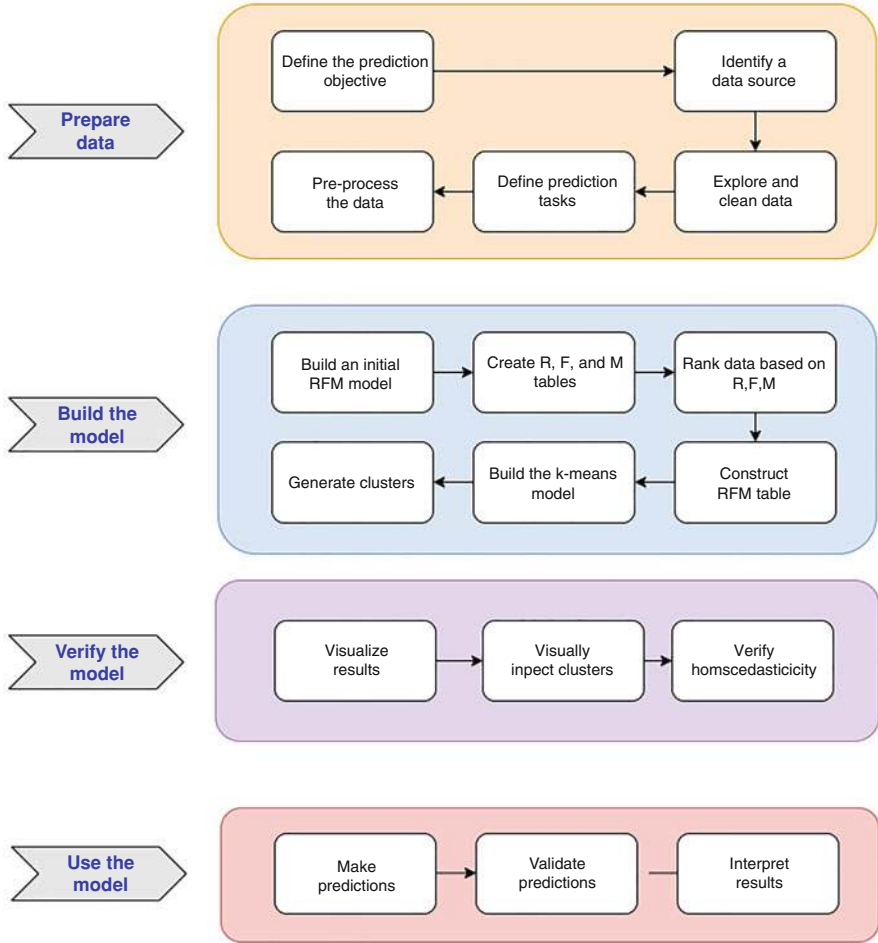 Prepare
data
Define the prediction
objective
Identify a
data source
Explore and
clean data
Define prediction
tasks
Pre-process
the data
Build the
model
Build an initial
RFM model
Create R, F, and M
tables
Rank data based on
R,F,M
Construct
RFM table
Build the k-means
model
Generate clusters
Verify the
model
Visualize
results
Visually
inpect clusters
Verify
homscedasticicity
Use the
model
Make
predictions
Validate
predictions
Interpret
results